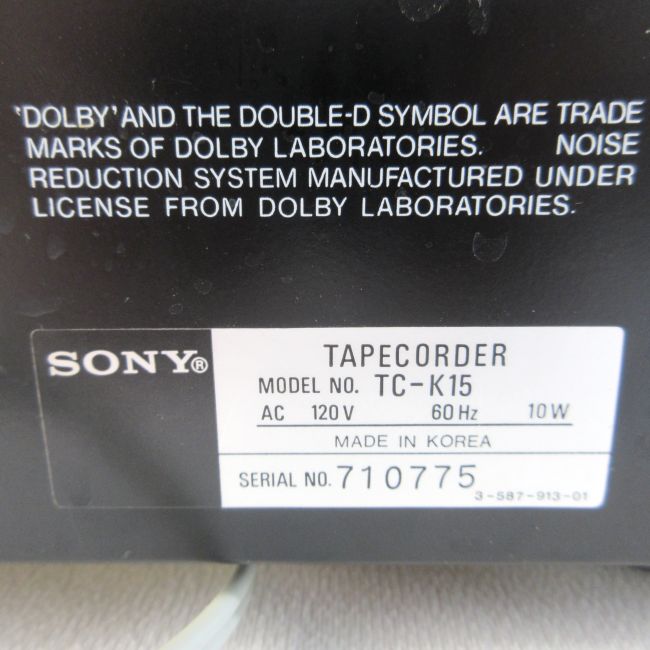 'DOLBY' AND THE DOUBLE-D SYMBOL ARE TRADE
MARKS OF DOLBY LABORATORIES. NOISE
REDUCTION SYSTEM MANUFACTURED UNDER
LICENSE FROM DOLBY LABORATORIES.
SONY®
TAPECORDER
MODEL NO. TC-K15
AC 120V 60Hz 10W
MADE IN KOREA
SERIAL NO. 710775
3-587-913-01